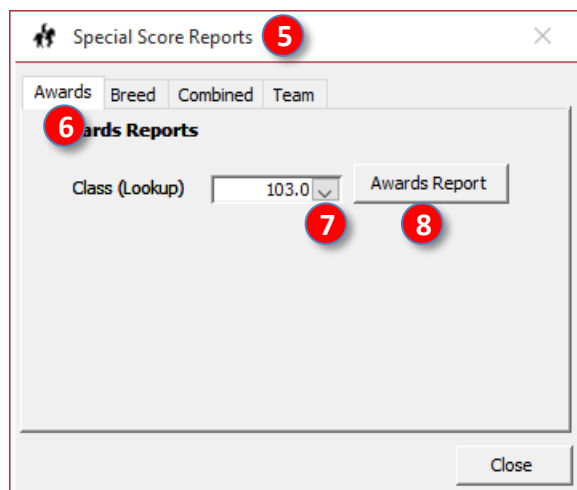 Special Score Reports 5
Awards Breed Combined Team
6 ards Reports
Class (Lookup) 103.0 Awards Report
7 8
Close